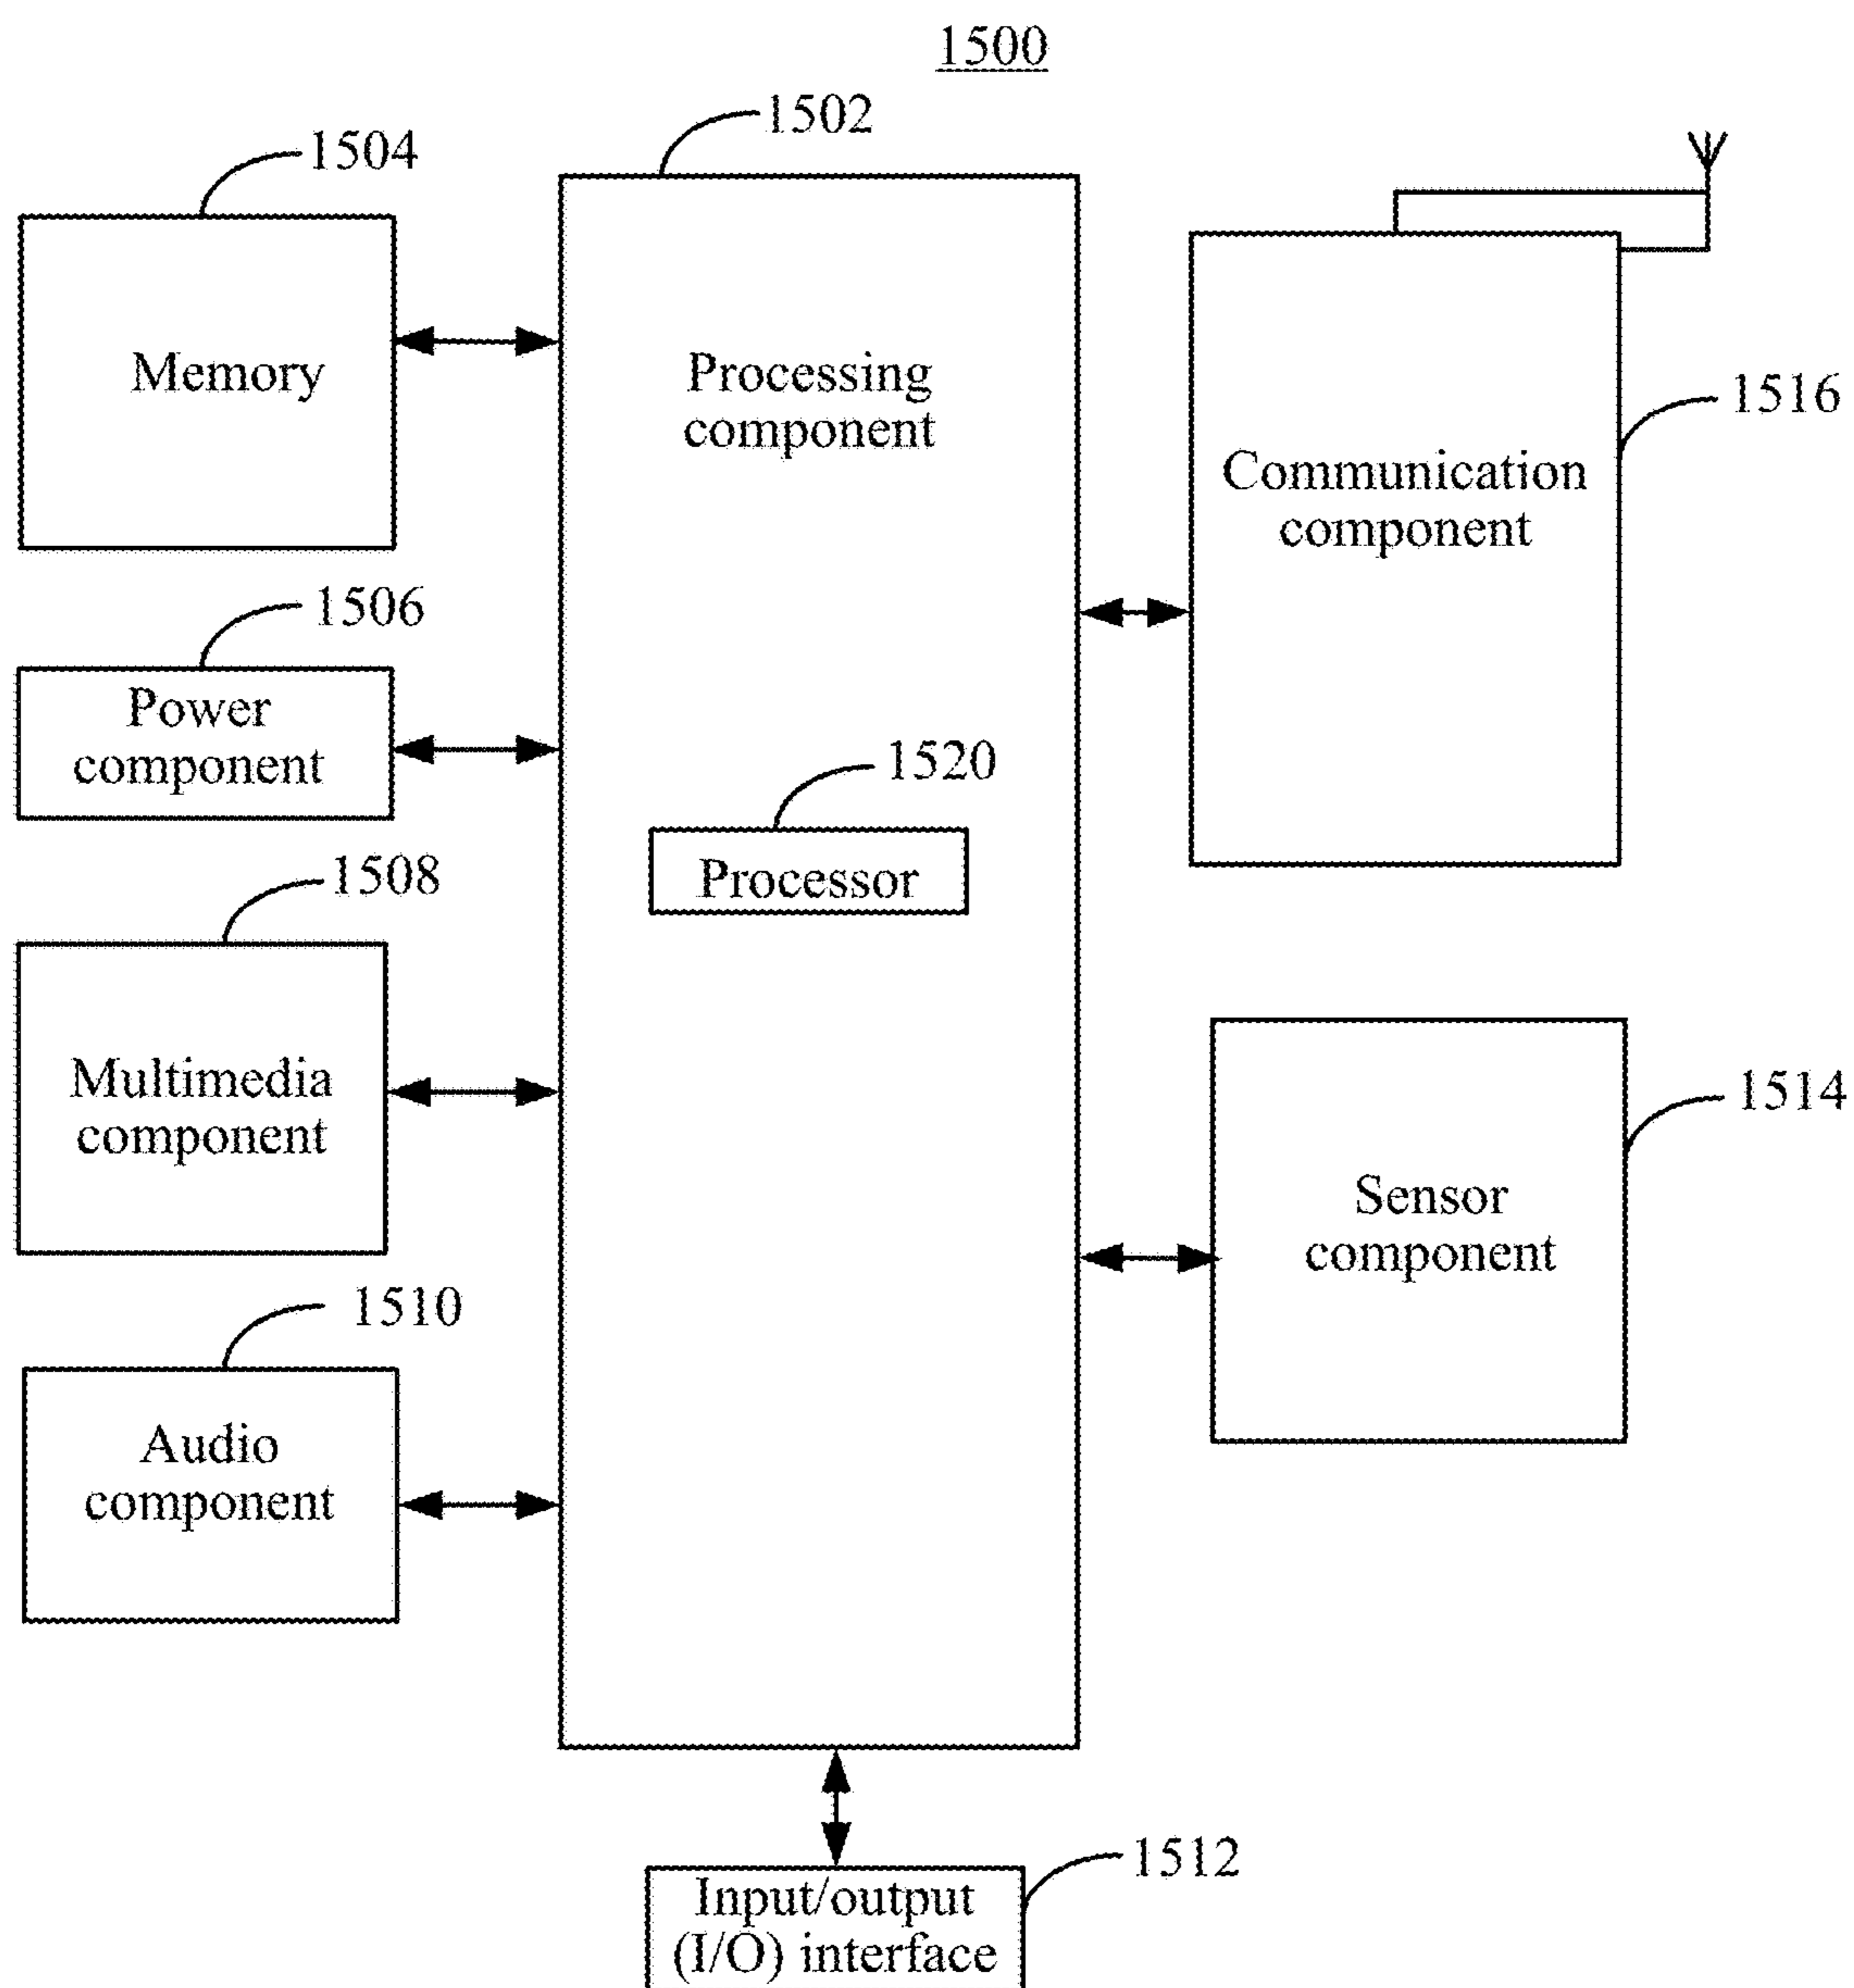 1500
1502
1504
Memory
Processing
component
Communication
component
1516
1506
Power
component
1520
Processor
1508
Multimedia
component
1514
Sensor
component
1510
Audio
component
1512
Input/output
(I/O) interface